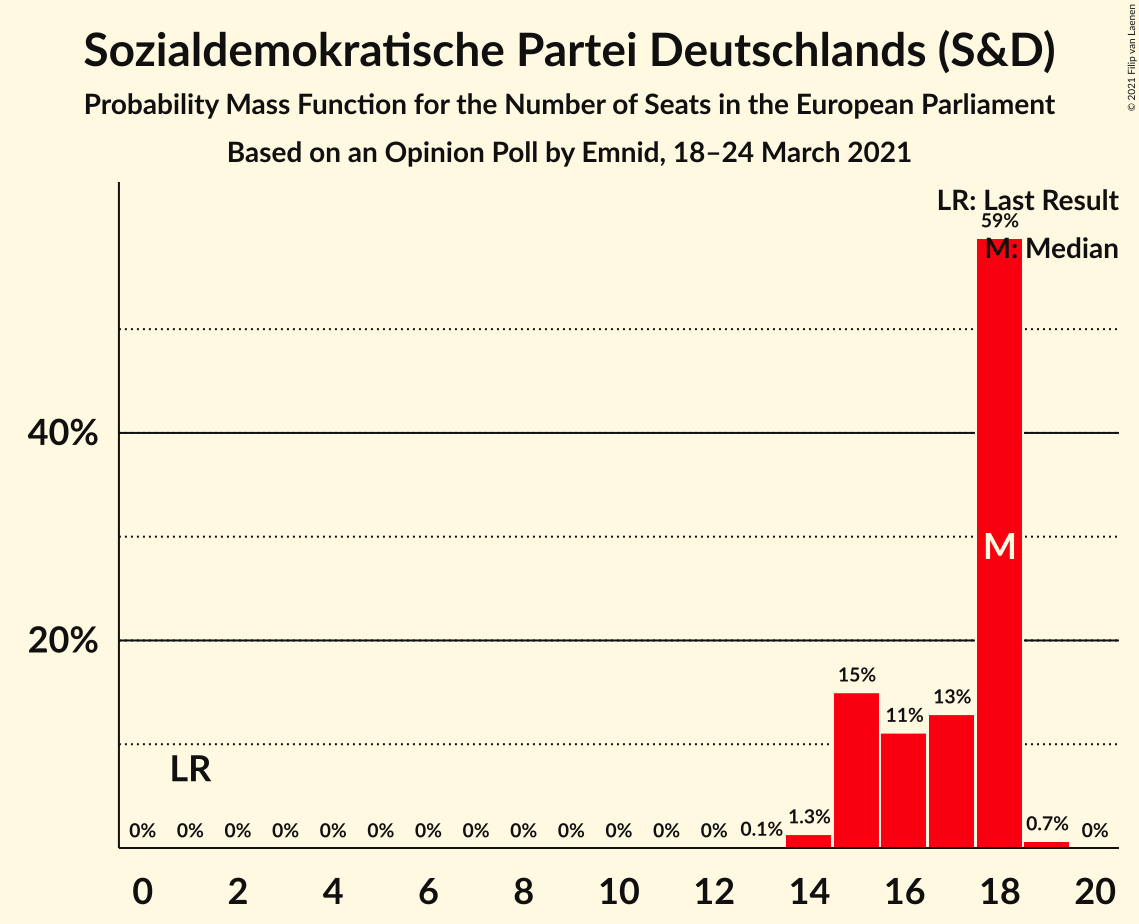 Sozialdemokratische Partei Deutschlands (S&D)
Probability Mass Function for the Number of Seats in the European Parliament
Based on an Opinion Poll by Emnid, 18–24 March 2021
© 2021 Filip van Laenen
LR: Last Result
59%
M: Median
40%
M
20%
15%
13%
11%
LR
0% 0% 0% 0% 0% 0% 0% 0% 0% 0% 0% 0% 0% 0.1% 1.3% 0.7% 0%
0 2 4 6 8 10 12 14 16 18 20